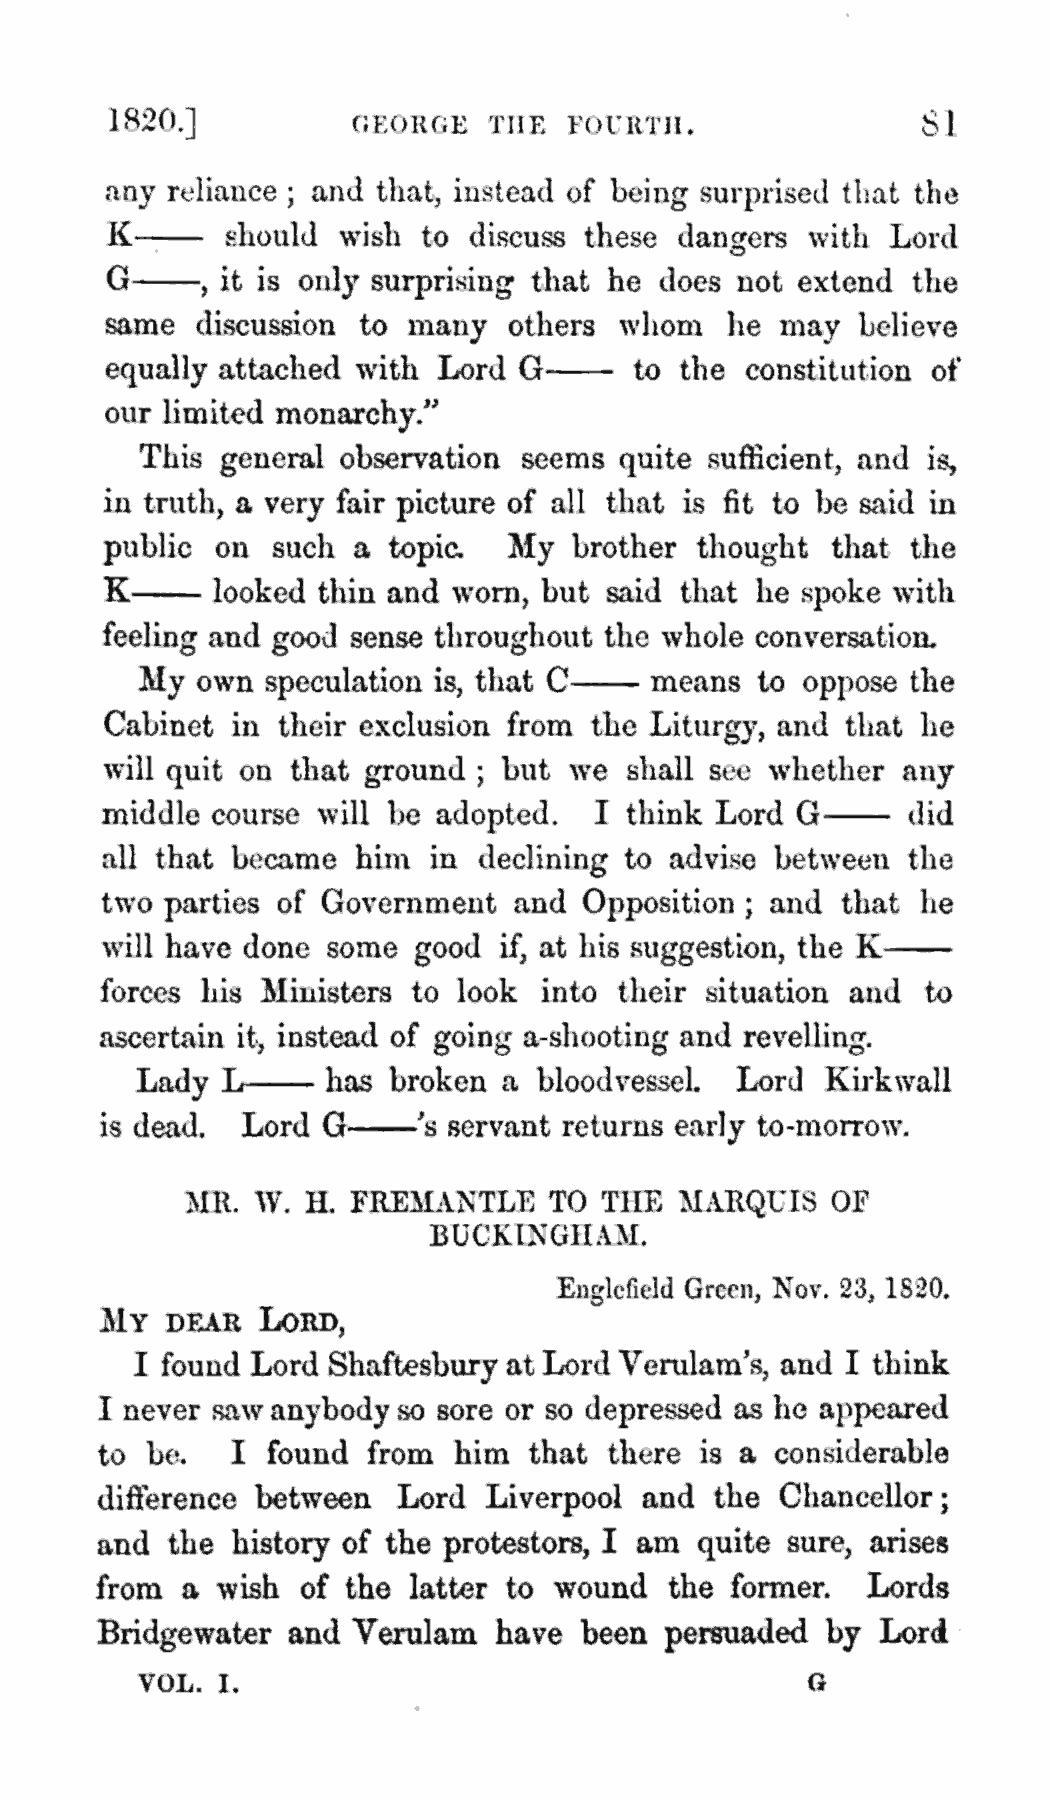 1820.] GEORGE THE FOURTH. 81
any reliance ; and that, instead of being surprised that the
K—— should wish to discuss these dangers with Lord
G——, it is only surprising that he does not extend the
same discussion to many others whom he may believe
equally attached with Lord G—— to the constitution of
our limited monarchy."
This general observation seems quite sufficient, and is,
in truth, a very fair picture of all that is fit to be said in
public on such a topic. My brother thought that the
K—— looked thin and worn, but said that he spoke with
feeling and good sense throughout the whole conversation.
My own speculation is, that C—— means to oppose the
Cabinet in their exclusion from the Liturgy, and that he
will quit on that ground ; but we shall see whether any
middle course will be adopted. I think Lord G—— did
all that became him in declining to advise between the
two parties of Government and Opposition ; and that he
will have done some good if, at his suggestion, the K——
forces his Ministers to look into their situation and to
ascertain it, instead of going a-shooting and revelling.
Lady L—— has broken a bloodvessel. Lord Kirkwall
is dead. Lord G——'s servant returns early to-morrow.
MR. W. H. FREMANTLE TO THE MARQUIS OF
BUCKINGHAM.
Englefield Green, Nov. 23, 1820.
MY DEAR LORD,
I found Lord Shaftesbury at Lord Verulam's, and I think
I never saw anybody so sore or so depressed as he appeared
to be. I found from him that there is a considerable
difference between Lord Liverpool and the Chancellor ;
and the history of the protestors, I am quite sure, arises
from a wish of the latter to wound the former. Lords
Bridgewater and Verulam have been persuaded by Lord
VOL. I. G